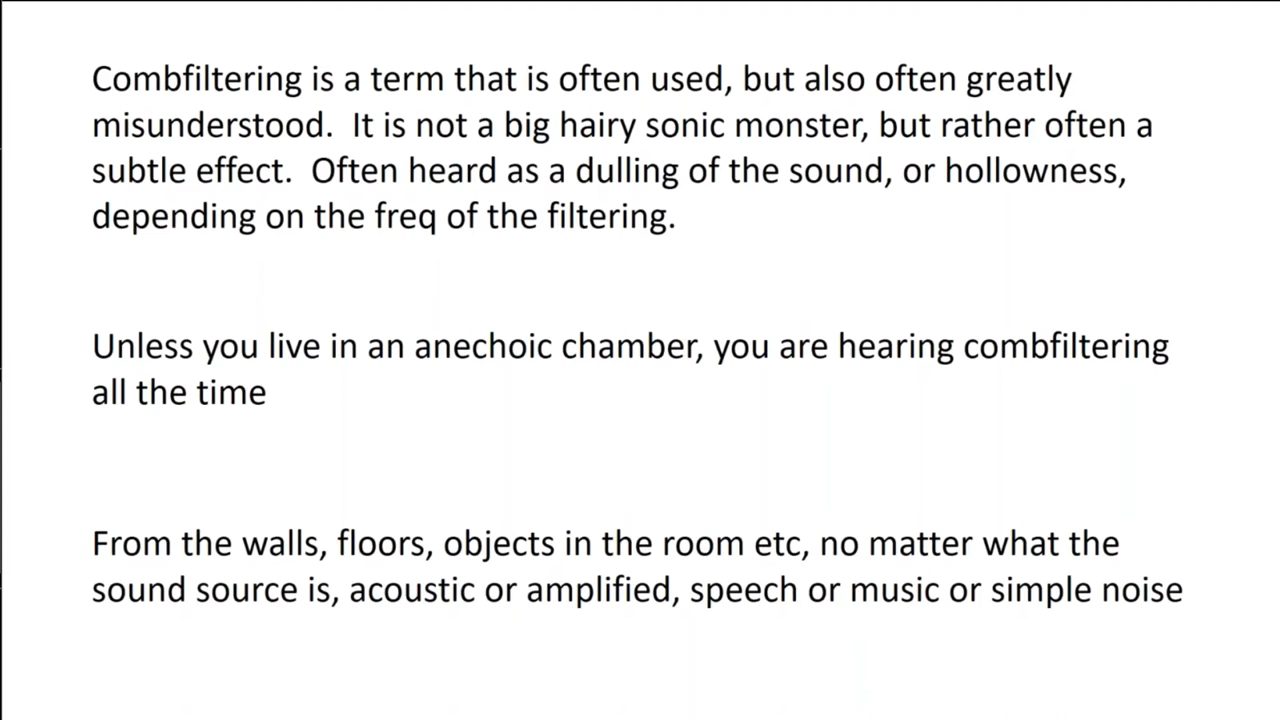 Combfiltering is a term that is often used, but also often greatly
misunderstood.  It is not a big hairy sonic monster, but rather often a
subtle effect.  Often heard as a dulling of the sound, or hollowness,
depending on the freq of the filtering.
Unless you live in an anechoic chamber, you are hearing combfiltering
all the time
From the walls, floors, objects in the room etc, no matter what the
sound source is, acoustic or amplified, speech or music or simple noise